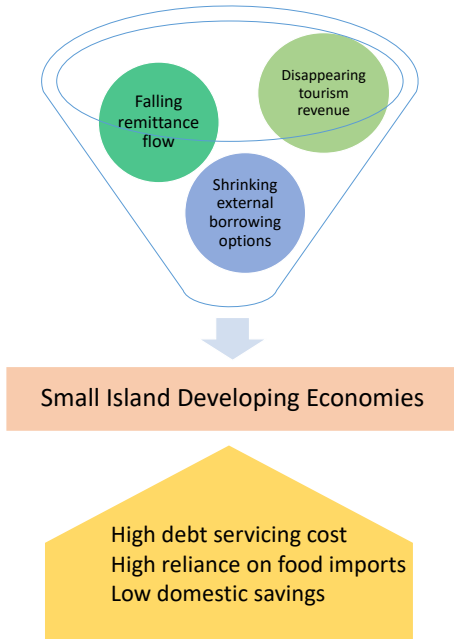 Disappearing
tourism
revenue
Falling
remittance
flow
Shrinking
external
borrowing
options
Small Island Developing Economies
High debt servicing cost
High reliance on food imports
Low domestic savings